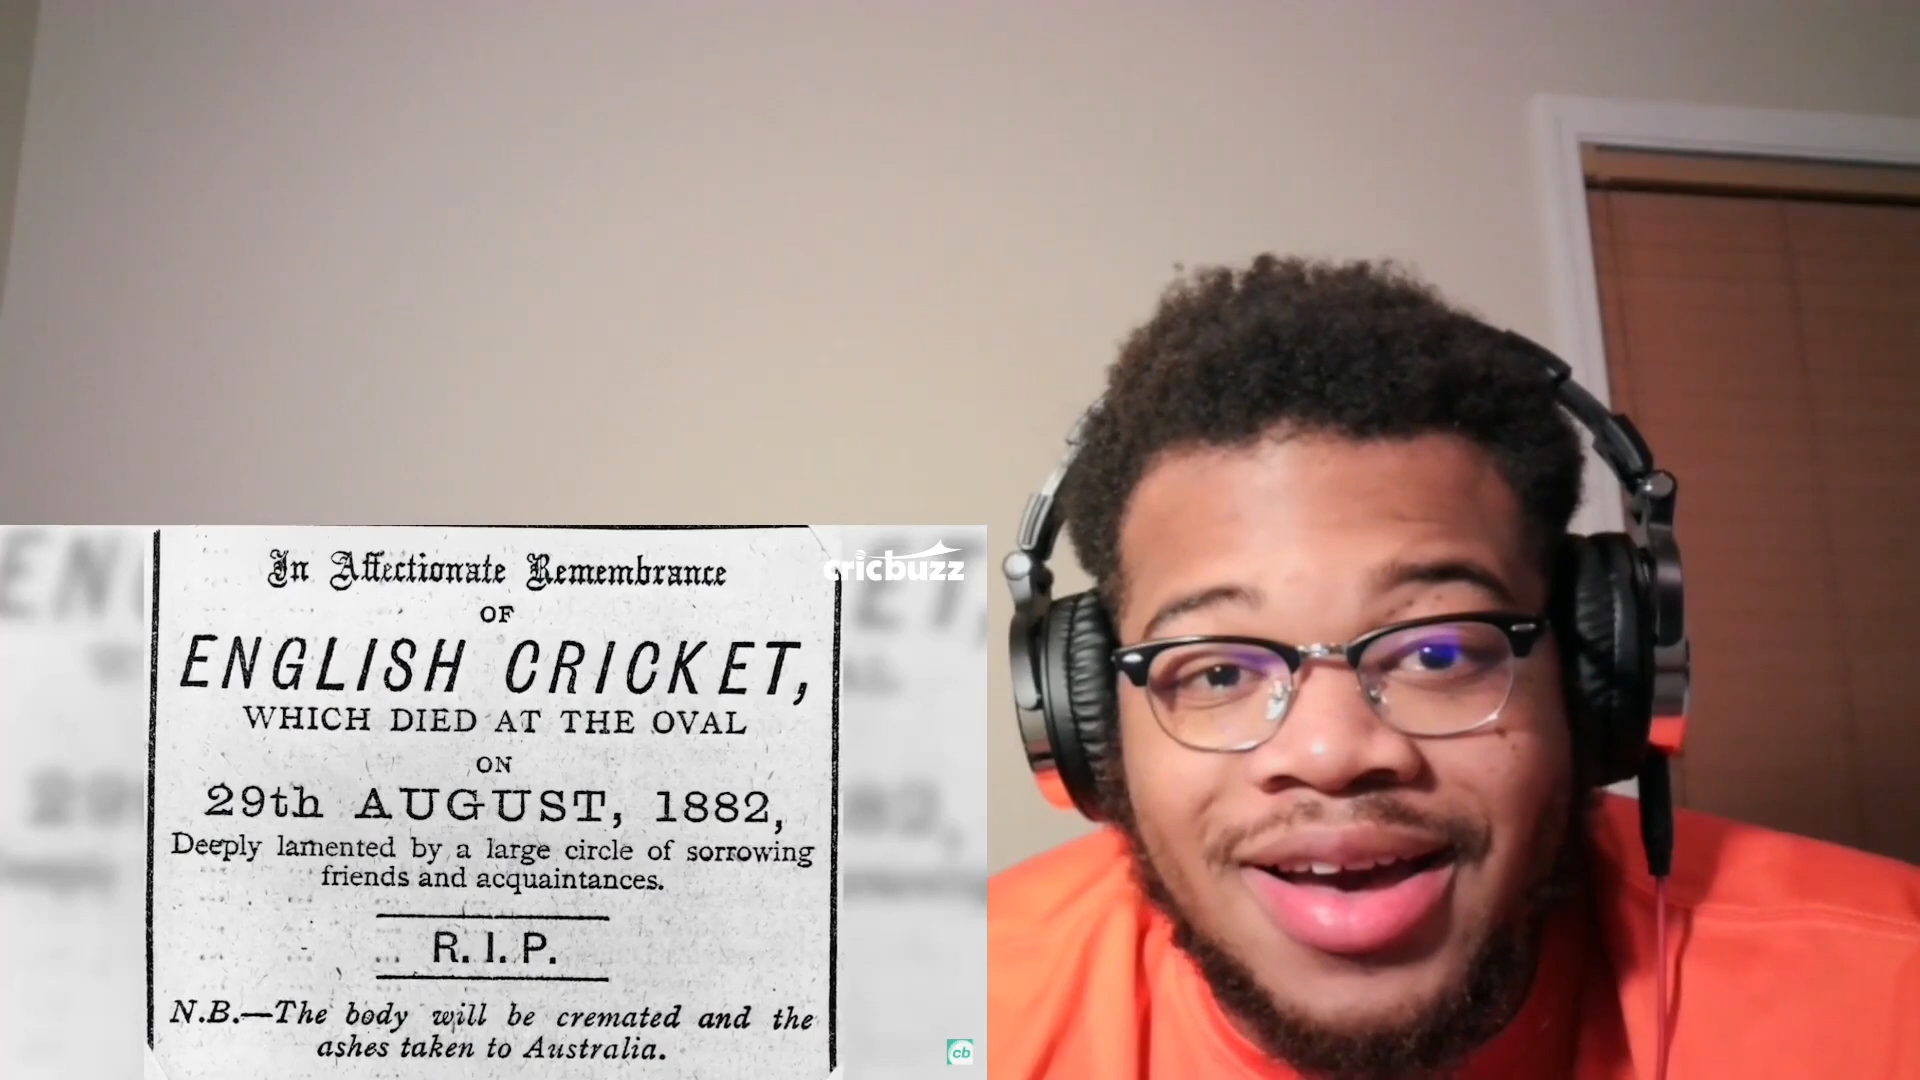 In Affectionate Remembrance
cricbuzz
OF
ENGLISH CRICKET,
WHICH DIED AT THE OVAL
ON
29th AUGUST, 1882,
Deeply lamented by a large circle of sorrowing
friends and acquaintances.
R. I. P.
N.B.—The body will be cremated and the
ashes taken to Australia.
cb